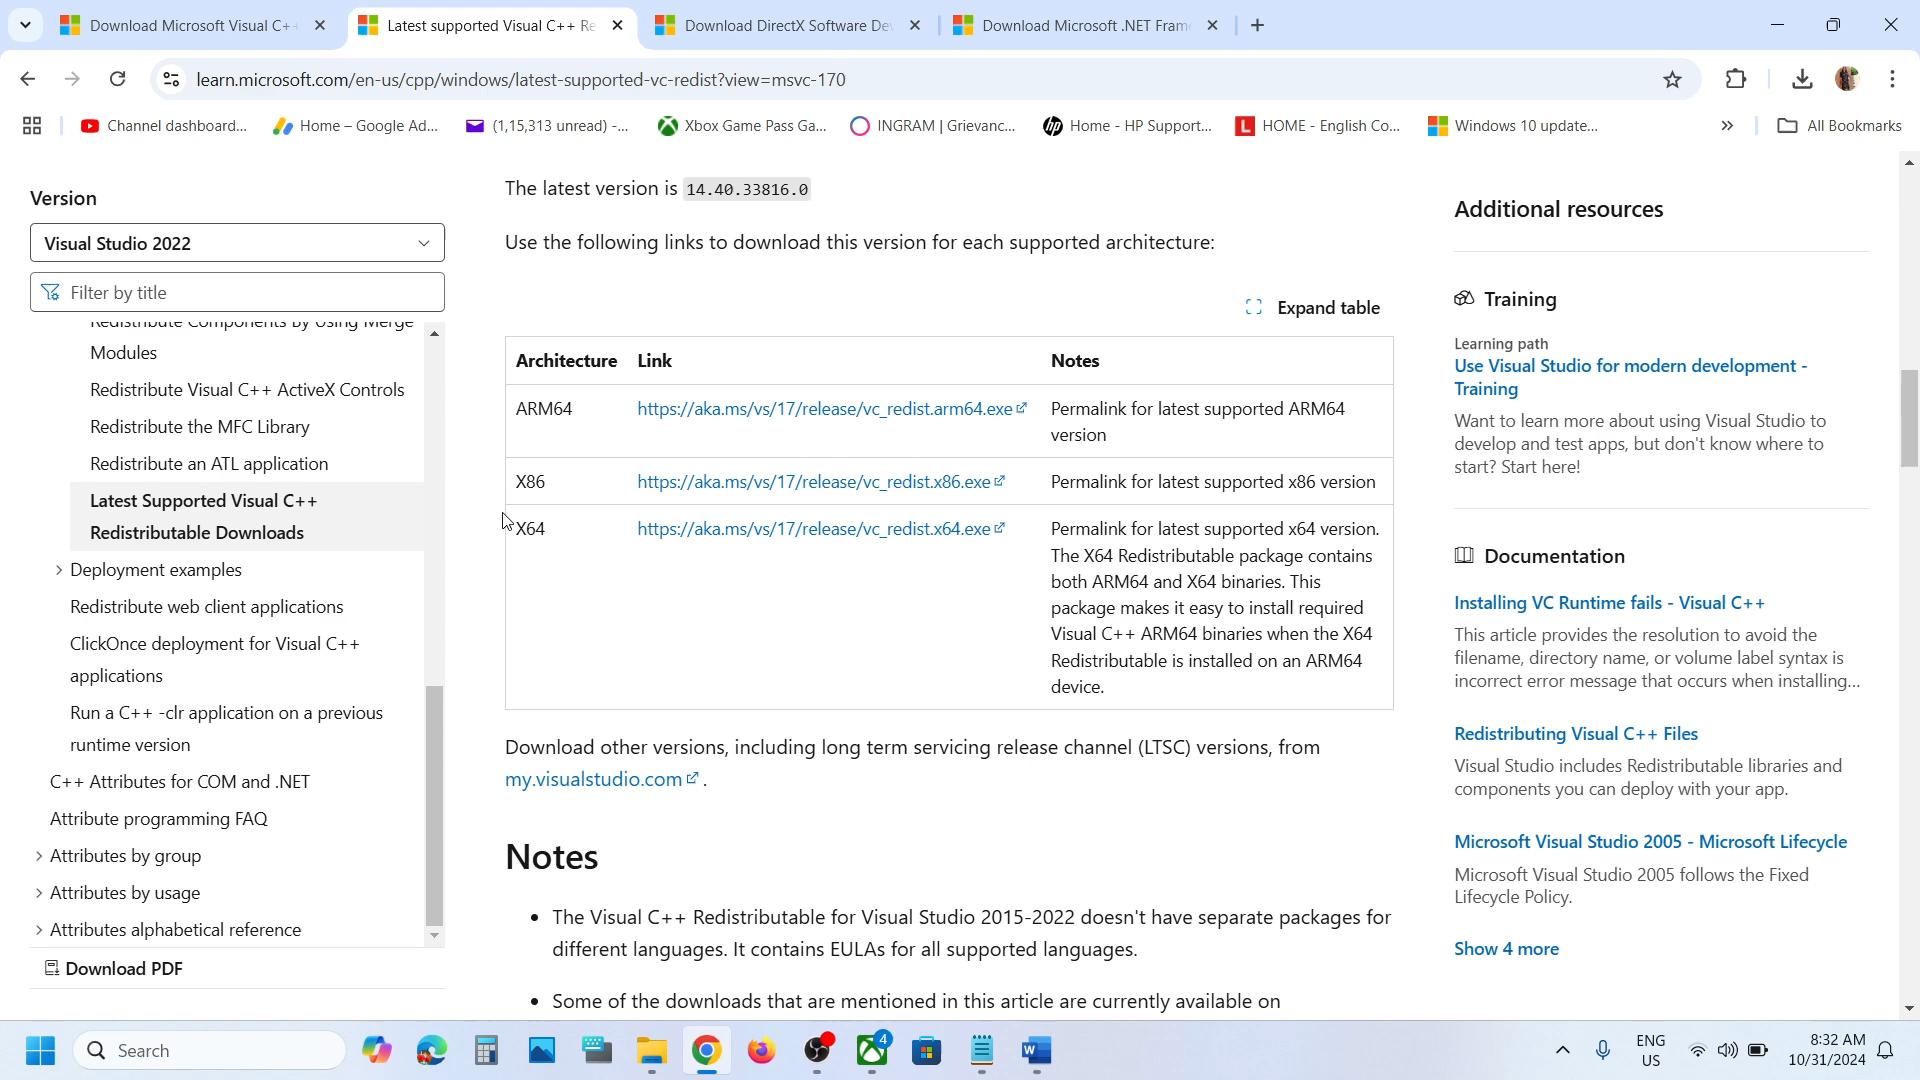 Download Microsoft Visual C+
Latest supported Visual C++ Re
Download DirectX Software De
Download Microsoft .NET Fram
learn.microsoft.com/en-us/cpp/windows/latest-supported-vc-redist?view=msvc-170
Channel dashboard...
Home – Google Ad...
(1,15,313 unread) -...
Xbox Game Pass Ga...
INGRAM | Grievanc...
Home - HP Support...
HOME - English Co...
Windows 10 update...
All Bookmarks
Version
Visual Studio 2022
Filter by title
Redistribute Components By Using Merge
Modules
Redistribute Visual C++ ActiveX Controls
Redistribute the MFC Library
Redistribute an ATL application
Latest Supported Visual C++
Redistributable Downloads
Deployment examples
Redistribute web client applications
ClickOnce deployment for Visual C++
applications
Run a C++ -clr application on a previous
runtime version
C++ Attributes for COM and .NET
Attribute programming FAQ
Attributes by group
Attributes by usage
Attributes alphabetical reference
Download PDF
The latest version is 14.40.33816.0
Use the following links to download this version for each supported architecture:
Expand table
Architecture Link Notes
ARM64 https://aka.ms/vs/17/release/vc_redist.arm64.exe Permalink for latest supported ARM64
version
X86 https://aka.ms/vs/17/release/vc_redist.x86.exe Permalink for latest supported x86 version
X64 https://aka.ms/vs/17/release/vc_redist.x64.exe Permalink for latest supported x64 version.
The X64 Redistributable package contains
both ARM64 and X64 binaries. This
package makes it easy to install required
Visual C++ ARM64 binaries when the X64
Redistributable is installed on an ARM64
device.
Download other versions, including long term servicing release channel (LTSC) versions, from
my.visualstudio.com .
Notes
• The Visual C++ Redistributable for Visual Studio 2015-2022 doesn't have separate packages for
different languages. It contains EULAs for all supported languages.
• Some of the downloads that are mentioned in this article are currently available on
Additional resources
Training
Learning path
Use Visual Studio for modern development -
Training
Want to learn more about using Visual Studio to
develop and test apps, but don't know where to
start? Start here!
Documentation
Installing VC Runtime fails - Visual C++
This article provides the resolution to avoid the
filename, directory name, or volume label syntax is
incorrect error message that occurs when installing...
Redistributing Visual C++ Files
Visual Studio includes Redistributable libraries and
components you can deploy with your app.
Microsoft Visual Studio 2005 - Microsoft Lifecycle
Microsoft Visual Studio 2005 follows the Fixed
Lifecycle Policy.
Show 4 more
Search
4
ENG
US
8:32 AM
10/31/2024